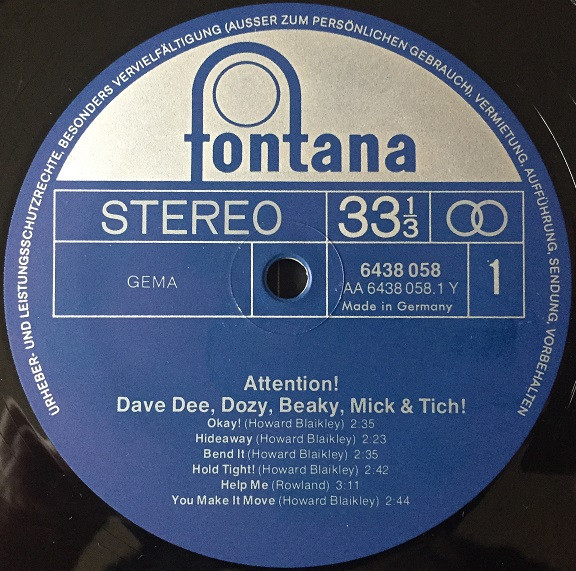 URHEBER- UND LEISTUNGSSCHUTZRECHTE, BESONDERS VERVIELFÄLTIGUNG (AUSSER ZUM PERSÖNLICHEN GEBRAUCH), VERMIETUNG, AUFFÜHRUNG, SENDUNG, VORBEHALTEN
fontana
STEREO 33 1/3
GEMA
6438 058
AA 6438 058.1 Y
Made in Germany
1
Attention!
Dave Dee, Dozy, Beaky, Mick & Tich!
Okay! (Howard Blaikley) 2:35
Hideaway (Howard Blaikley) 2:23
Bend It (Howard Blaikley) 2:35
Hold Tight! (Howard Blaikley) 2:42
Help Me (Rowland) 3:11
You Make It Move (Howard Blaikley) 2:44